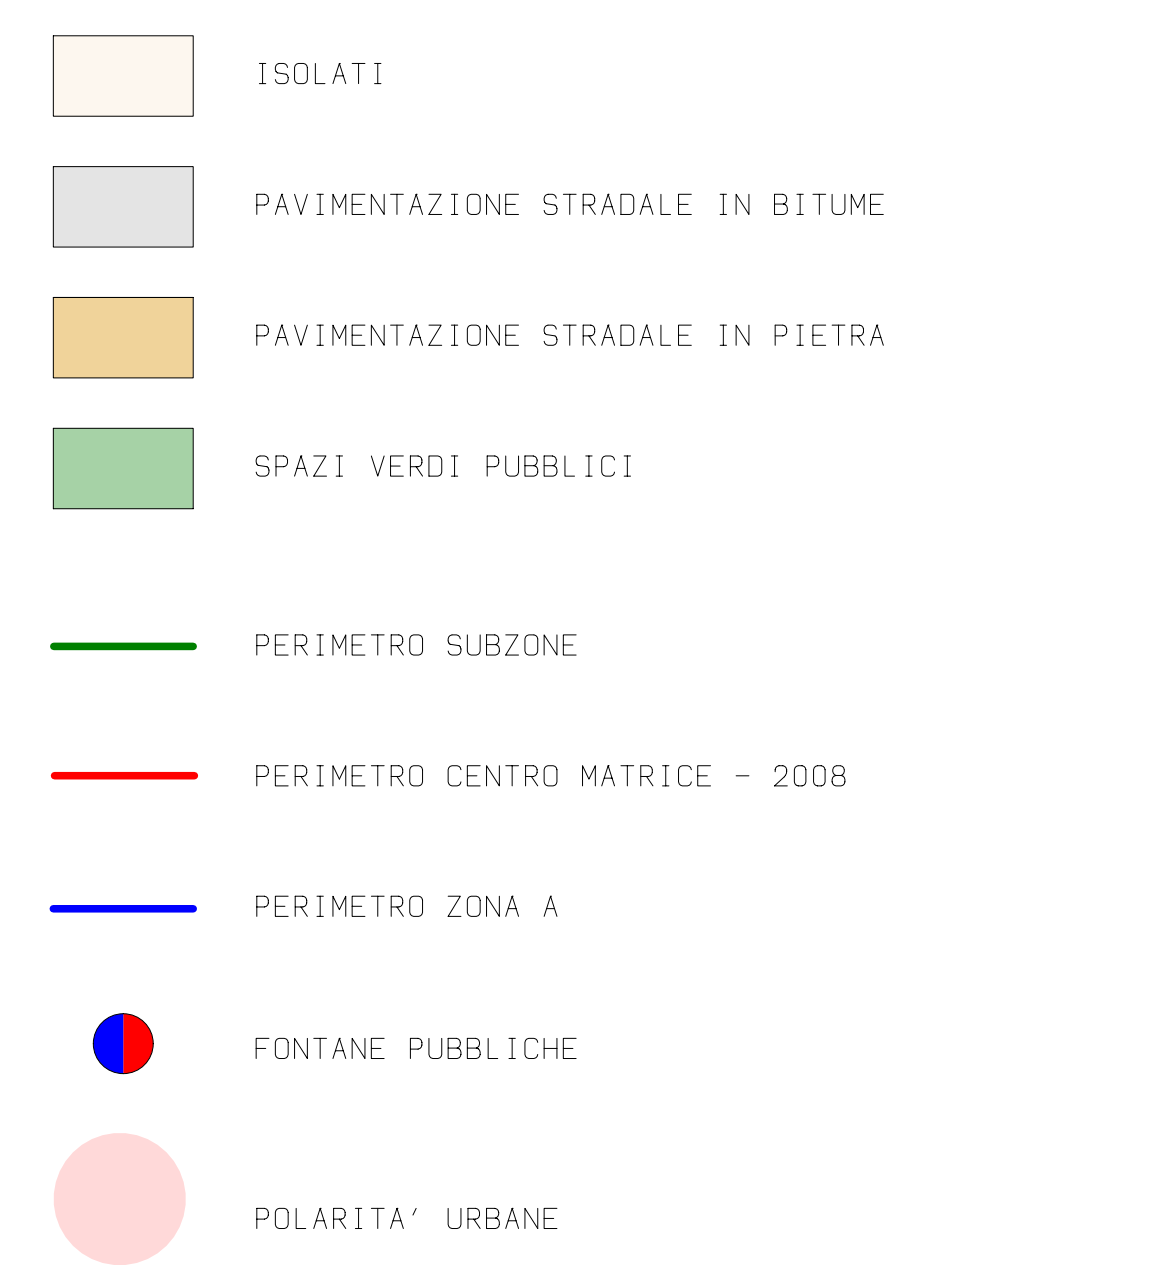 ISOLATI
PAVIMENTAZIONE STRADALE IN BITUME
PAVIMENTAZIONE STRADALE IN PIETRA
SPAZI VERDI PUBBLICI
PERIMETRO SUBZONE
PERIMETRO CENTRO MATRICE - 2008
PERIMETRO ZONA A
FONTANE PUBBLICHE
POLARITA' URBANE